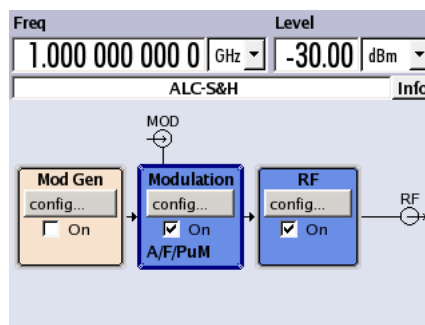 Freq Level
1.000 000 000 0 GHz -30.00 dBm
ALC-S&H Info
MOD
Mod Gen Modulation RF
config... config... config... RF
On On On
A/F/PuM